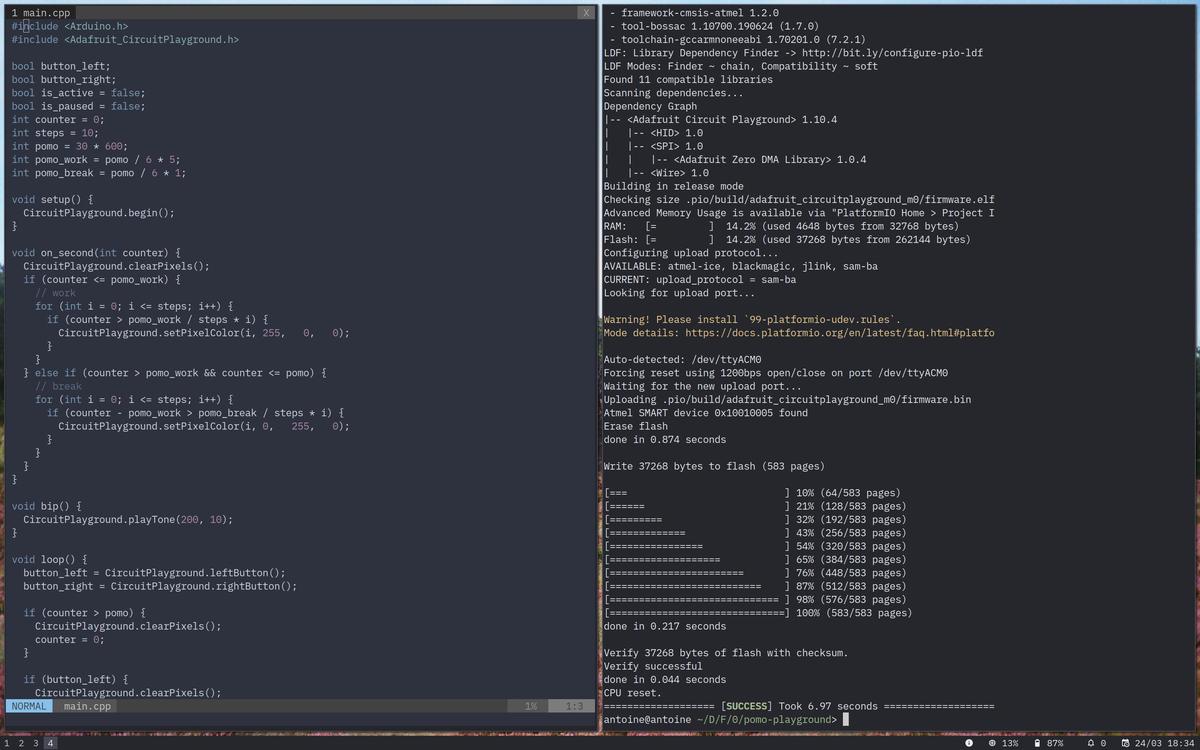 1 main.cpp X
#include <Arduino.h>
#include <Adafruit_CircuitPlayground.h>

bool button_left;
bool button_right;
bool is_active = false;
bool is_paused = false;
int counter = 0;
int steps = 10;
int pomo = 30 * 600;
int pomo_work = pomo / 6 * 5;
int pomo_break = pomo / 6 * 1;

void setup() {
  CircuitPlayground.begin();
}

void on_second(int counter) {
  CircuitPlayground.clearPixels();
  if (counter <= pomo_work) {
    // work
    for (int i = 0; i <= steps; i++) {
      if (counter > pomo_work / steps * i) {
        CircuitPlayground.setPixelColor(i, 255,   0,   0);
      }
    }
  } else if (counter > pomo_work && counter <= pomo) {
    // break
    for (int i = 0; i <= steps; i++) {
      if (counter - pomo_work > pomo_break / steps * i) {
        CircuitPlayground.setPixelColor(i, 0,   255,   0);
      }
    }
  }
}

void bip() {
  CircuitPlayground.playTone(200, 10);
}

void loop() {
  button_left = CircuitPlayground.leftButton();
  button_right = CircuitPlayground.rightButton();

  if (counter > pomo) {
    CircuitPlayground.clearPixels();
    counter = 0;
  }

  if (button_left) {
    CircuitPlayground.clearPixels();
NORMAL main.cpp 1% 1:3
- framework-cmsis-atmel 1.2.0
- tool-bossac 1.10700.190624 (1.7.0)
- toolchain-gccarmnoneeabi 1.70201.0 (7.2.1)
LDF: Library Dependency Finder -> http://bit.ly/configure-pio-ldf
LDF Modes: Finder ~ chain, Compatibility ~ soft
Found 11 compatible libraries
Scanning dependencies...
Dependency Graph
|-- <Adafruit Circuit Playground> 1.10.4
|   |-- <HID> 1.0
|   |-- <SPI> 1.0
|   |   |-- <Adafruit Zero DMA Library> 1.0.4
|   |-- <Wire> 1.0
Building in release mode
Checking size .pio/build/adafruit_circuitplayground_m0/firmware.elf
Advanced Memory Usage is available via "PlatformIO Home > Project I
RAM:   [=         ]  14.2% (used 4648 bytes from 32768 bytes)
Flash: [=         ]  14.2% (used 37268 bytes from 262144 bytes)
Configuring upload protocol...
AVAILABLE: atmel-ice, blackmagic, jlink, sam-ba
CURRENT: upload_protocol = sam-ba
Looking for upload port...

Warning! Please install `99-platformio-udev.rules`.
Mode details: https://docs.platformio.org/en/latest/faq.html#platfo

Auto-detected: /dev/ttyACM0
Forcing reset using 1200bps open/close on port /dev/ttyACM0
Waiting for the new upload port...
Uploading .pio/build/adafruit_circuitplayground_m0/firmware.bin
Atmel SMART device 0x10010005 found
Erase flash
done in 0.874 seconds

Write 37268 bytes to flash (583 pages)

[===                           ] 10% (64/583 pages)
[======                        ] 21% (128/583 pages)
[=========                     ] 32% (192/583 pages)
[=============                 ] 43% (256/583 pages)
[================              ] 54% (320/583 pages)
[===================           ] 65% (384/583 pages)
[=======================       ] 76% (448/583 pages)
[==========================    ] 87% (512/583 pages)
[============================= ] 98% (576/583 pages)
[==============================] 100% (583/583 pages)
done in 0.217 seconds

Verify 37268 bytes of flash with checksum.
Verify successful
done in 0.044 seconds
CPU reset.
=================== [SUCCESS] Took 6.97 seconds ===================
antoine@antoine ~/D/F/0/pomo-playground>
1 2 3 4 13% 87% 0 24/03 18:34